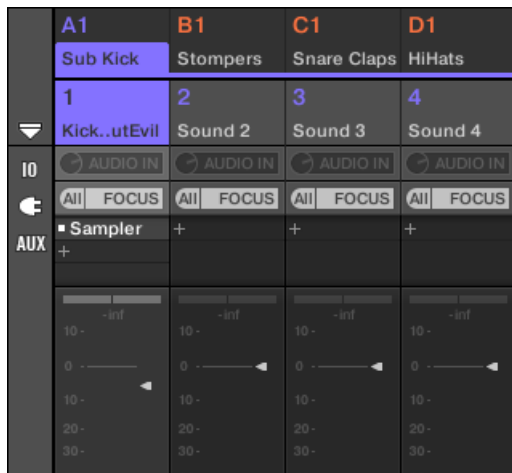 A1 B1 C1 D1
Sub Kick Stompers Snare Claps HiHats
1 2 3 4
Kick..utEvil Sound 2 Sound 3 Sound 4
IO AUDIO IN AUDIO IN AUDIO IN AUDIO IN
All FOCUS All FOCUS All FOCUS All FOCUS
Sampler + + +
AUX +
-inf -inf -inf -inf
10 - 10 - 10 - 10 -
0 - 0 - 0 - 0 -
10 - 10 - 10 - 10 -
20 - 20 - 20 - 20 -
30 - 30 - 30 - 30 -